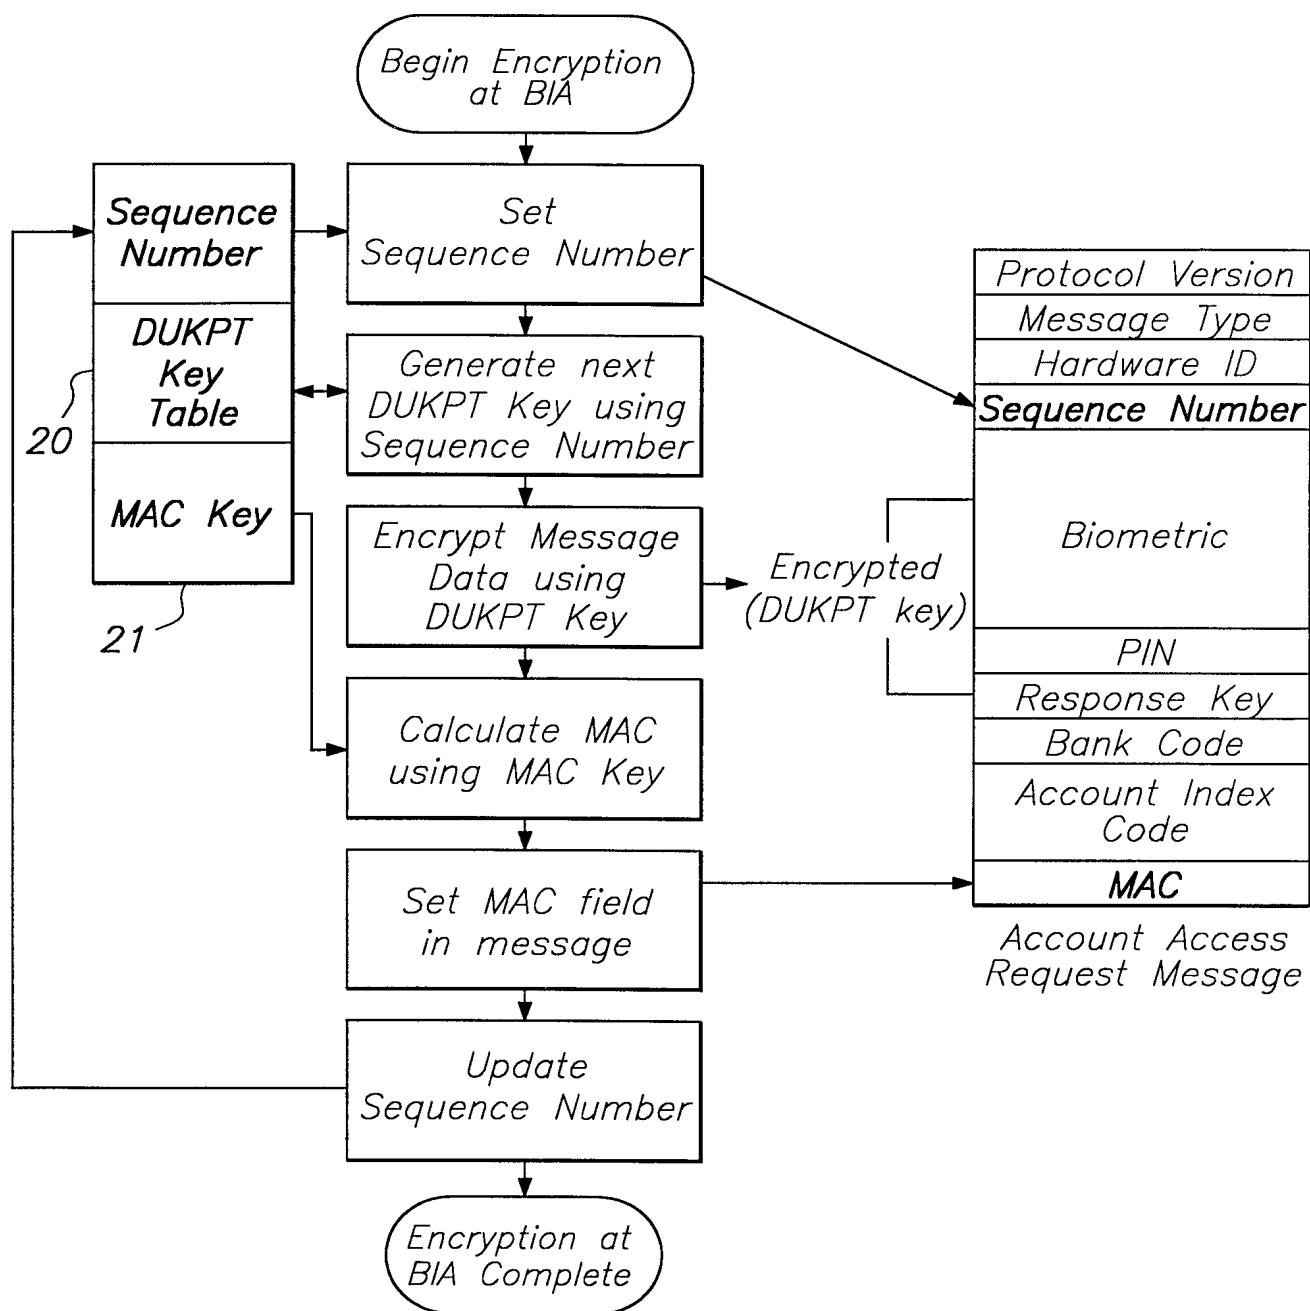 Begin Encryption
at BIA
Sequence
Number
DUKPT
Key
Table
MAC Key
20
21
Set
Sequence Number
Generate next
DUKPT Key using
Sequence Number
Encrypt Message
Data using
DUKPT Key
Calculate MAC
using MAC Key
Set MAC field
in message
Update
Sequence Number
Encryption at
BIA Complete
Encrypted
(DUKPT key)
Protocol Version
Message Type
Hardware ID
Sequence Number
Biometric
PIN
Response Key
Bank Code
Account Index
Code
MAC
Account Access
Request Message